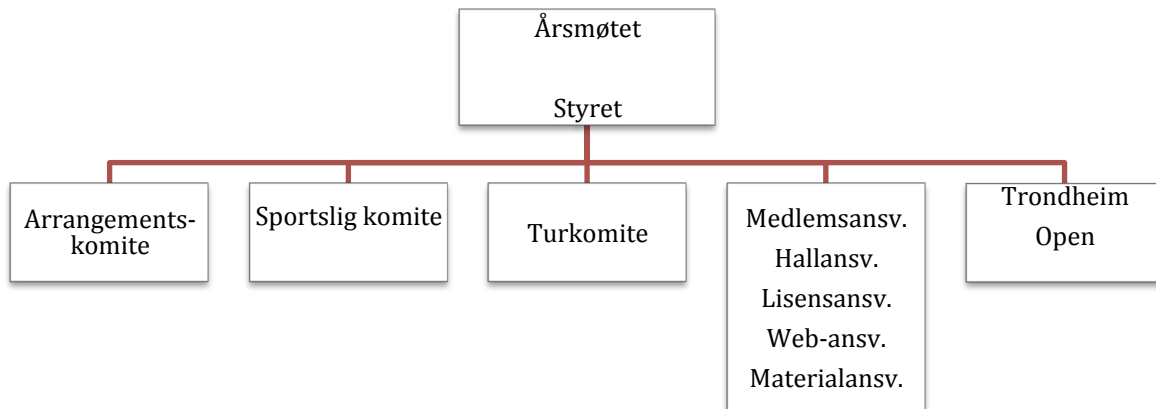 Årsmøtet
Styret
Arrangements-
komite
Sportslig komite
Turkomite
Medlemsansv.
Hallansv.
Lisensansv.
Web-ansv.
Materialansv.
Trondheim
Open